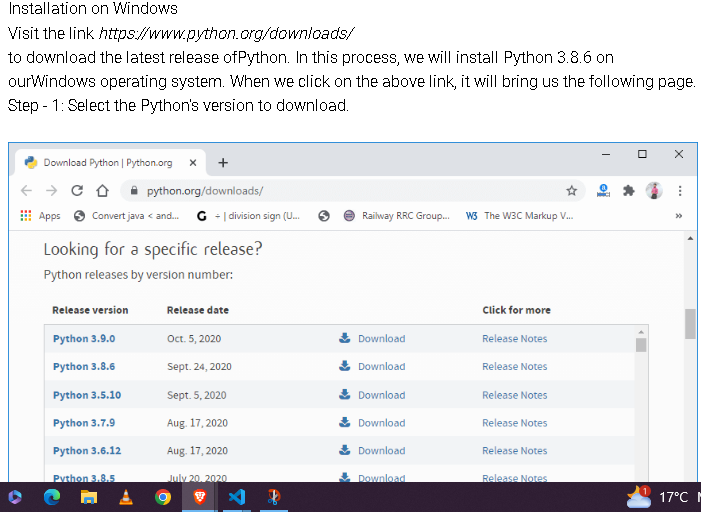 Installation on Windows
Visit the link https://www.python.org/downloads/
to download the latest release ofPython. In this process, we will install Python 3.8.6 on
ourWindows operating system. When we click on the above link, it will bring us the following page.
Step - 1: Select the Python's version to download.
Download Python | Python.org
python.org/downloads/
Apps Convert java < and... ÷ | division sign (U... Railway RRC Group... The W3C Markup V... »
Looking for a specific release?
Python releases by version number:
Release version Release date Click for more
Python 3.9.0 Oct. 5, 2020 Download Release Notes
Python 3.8.6 Sept. 24, 2020 Download Release Notes
Python 3.5.10 Sept. 5, 2020 Download Release Notes
Python 3.7.9 Aug. 17, 2020 Download Release Notes
Python 3.6.12 Aug. 17, 2020 Download Release Notes
Python 3.8.5 July 20, 2020 Download Release Notes
1 17°C